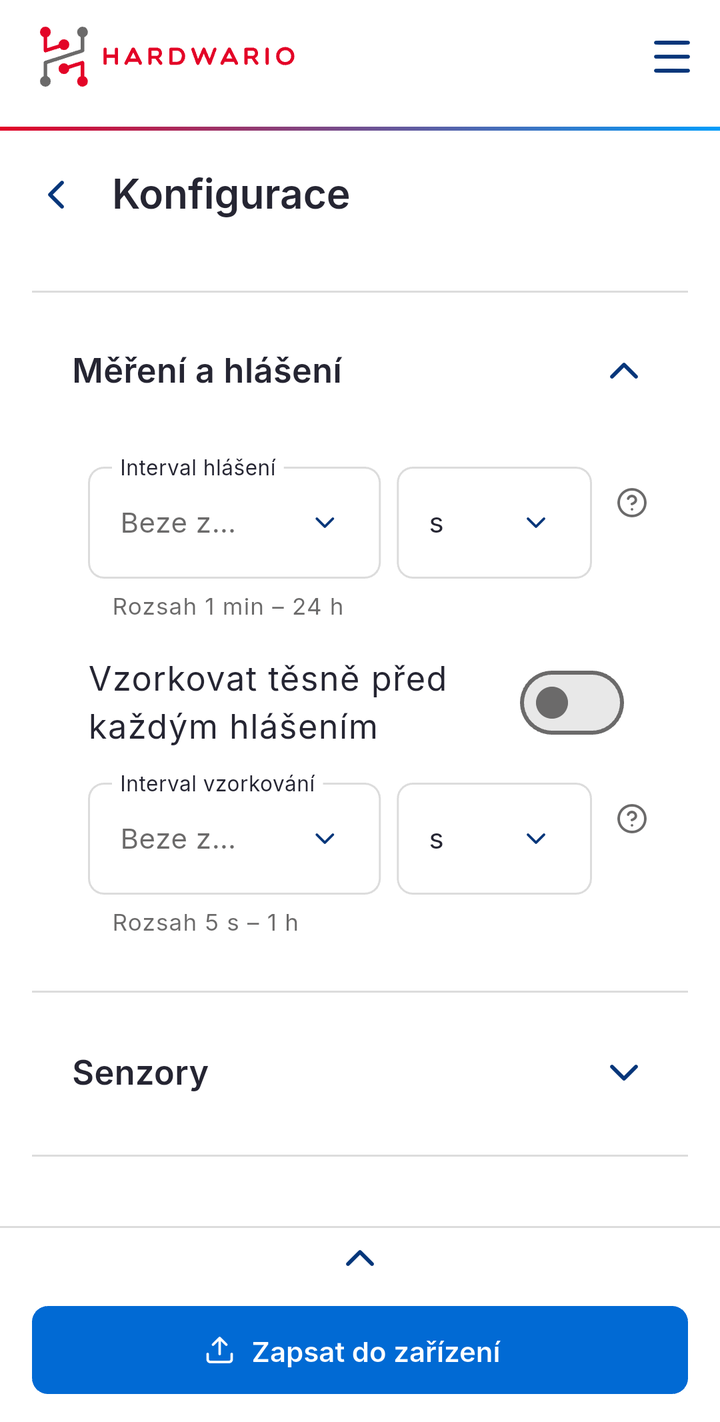 HARDWARIO
Konfigurace
Měření a hlášení
Interval hlášení
Beze z...
s
Rozsah 1 min – 24 h
Vzorkovat těsně před
každým hlášením
Interval vzorkování
Beze z...
s
Rozsah 5 s – 1 h
Senzory
Zapsat do zařízení